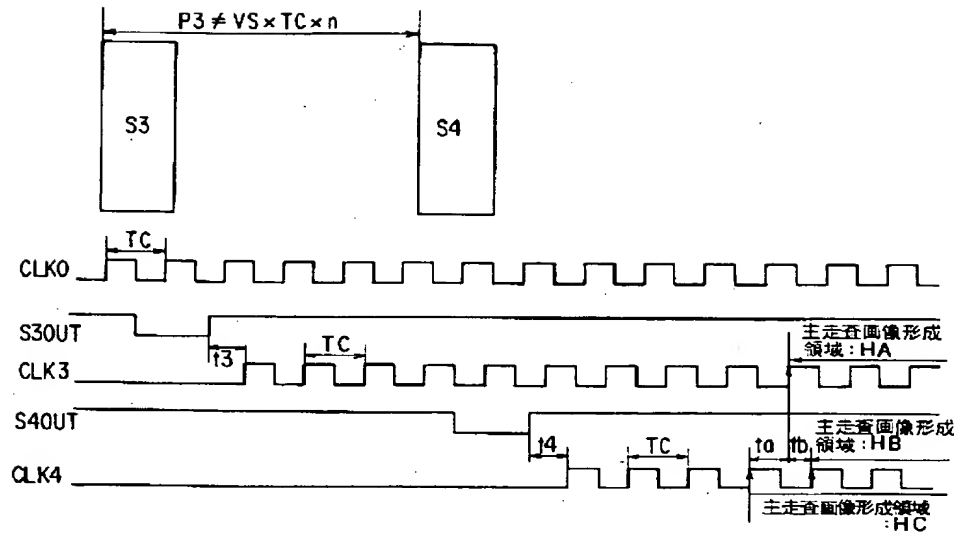 P3≠VS×TC×n
S3
S4
TC
CLK0
S3OUT
t3
TC
主走査画像形成
領域:HA
CLK3
S4OUT
t4
TC
ta
tb
主走査画像形成
領域:HB
CLK4
主走査画像形成領域
:HC